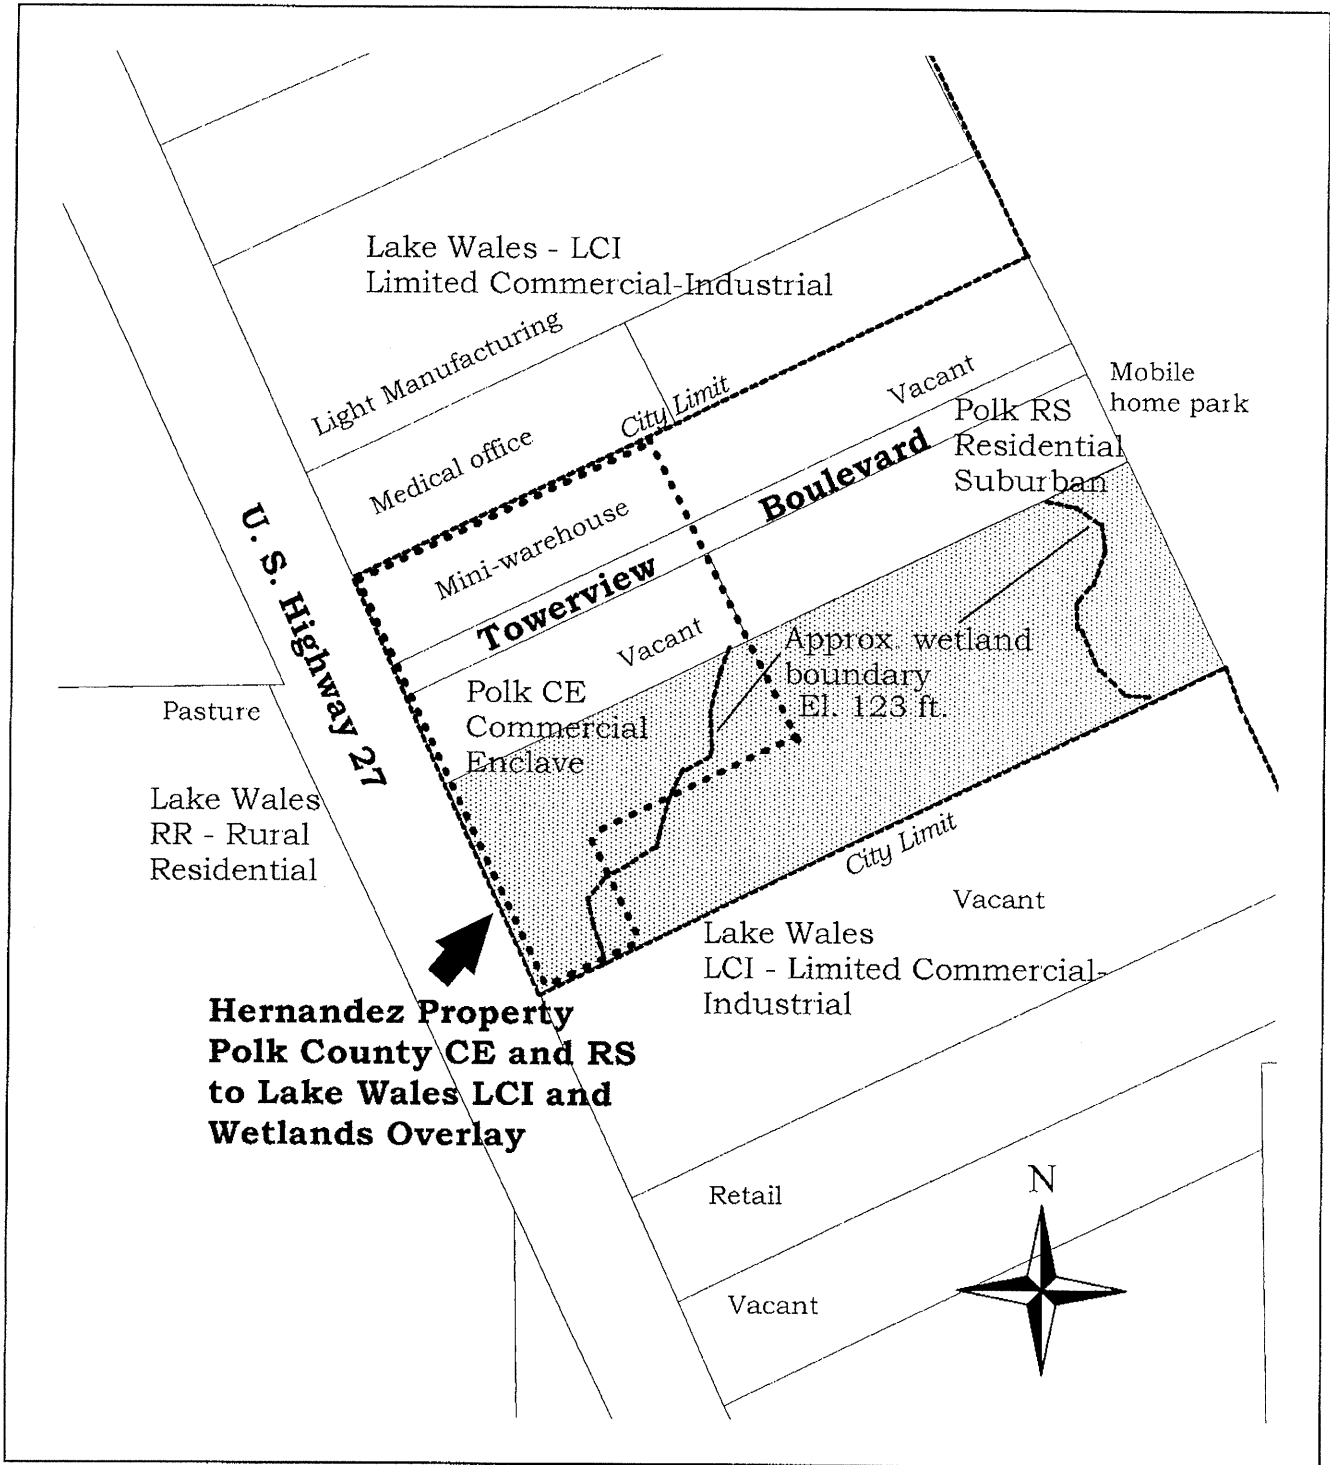 Lake Wales - LCI
Limited Commercial-Industrial
Light Manufacturing
Medical office
City Limit
Vacant
Mobile
home park
Polk RS
Residential
Suburban
Mini-warehouse
Towerview Boulevard
U. S. Highway 27
Vacant
Approx. wetland
boundary
El. 123 ft.
Polk CE
Commercial
Enclave
Pasture
Lake Wales
RR - Rural
Residential
City Limit
Vacant
Lake Wales
LCI - Limited Commercial-
Industrial
Hernandez Property
Polk County CE and RS
to Lake Wales LCI and
Wetlands Overlay
Retail
N
Vacant